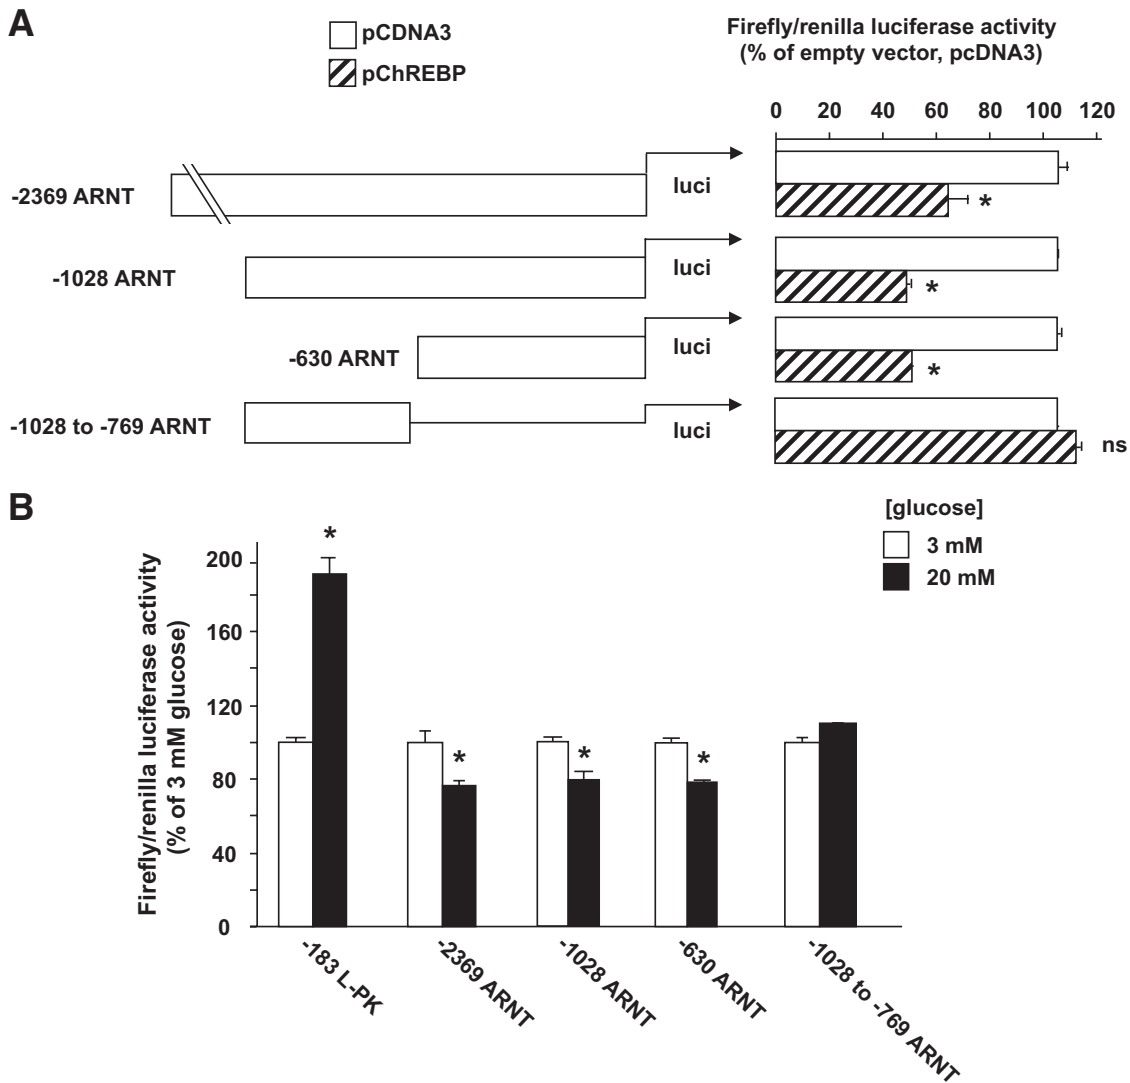 A
pCDNA3
pChREBP
Firefly/renilla luciferase activity
(% of empty vector, pcDNA3)
0 20 40 60 80 100 120
-2369 ARNT
luci
*
-1028 ARNT
luci
*
-630 ARNT
luci
*
-1028 to -769 ARNT
luci
ns
B
[glucose]
3 mM
20 mM
Firefly/renilla luciferase activity
(% of 3 mM glucose)
200
160
120
80
40
0
*
*
*
*
-183 L-PK
-2369 ARNT
-1028 ARNT
-630 ARNT
-1028 to -769 ARNT